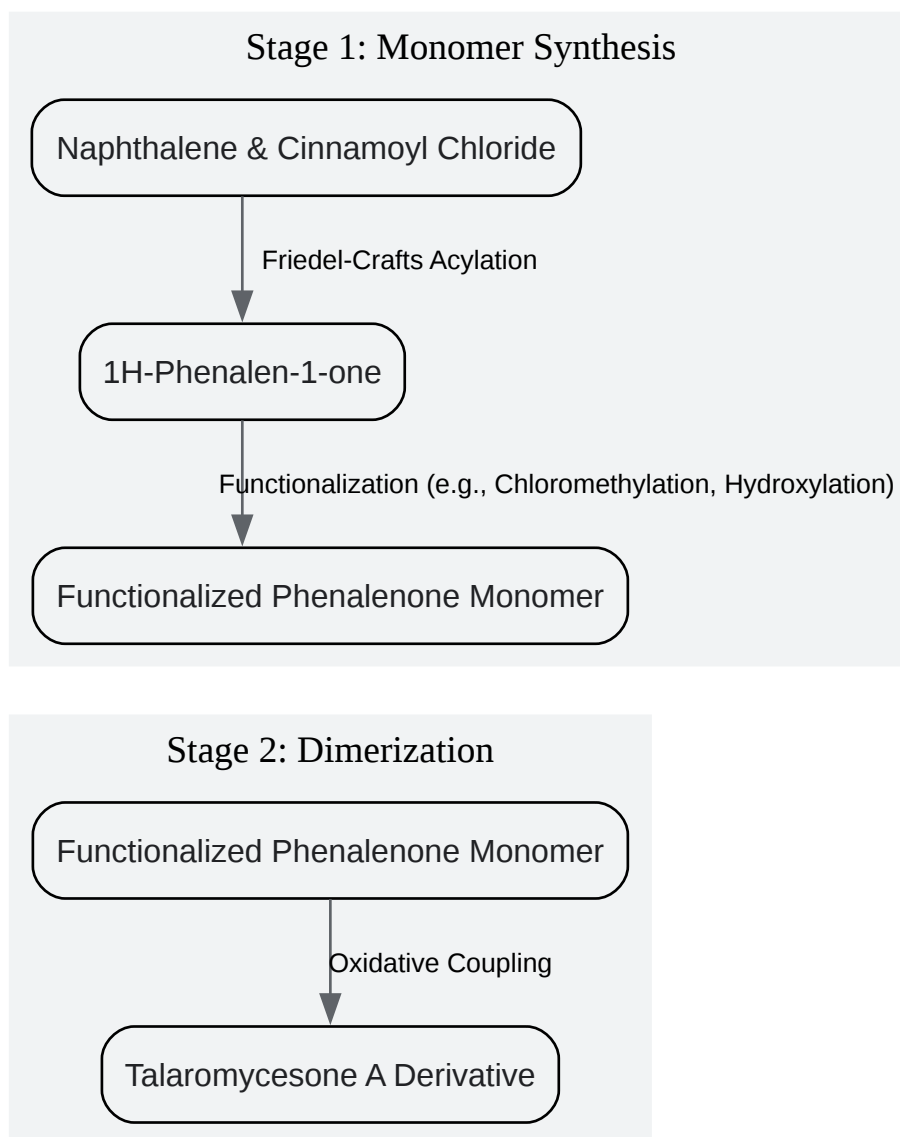 Stage 1: Monomer Synthesis
Naphthalene & Cinnamoyl Chloride
Friedel-Crafts Acylation
1H-Phenalen-1-one
Functionalization (e.g., Chloromethylation, Hydroxylation)
Functionalized Phenalenone Monomer
Stage 2: Dimerization
Functionalized Phenalenone Monomer
Oxidative Coupling
Talaromycesone A Derivative